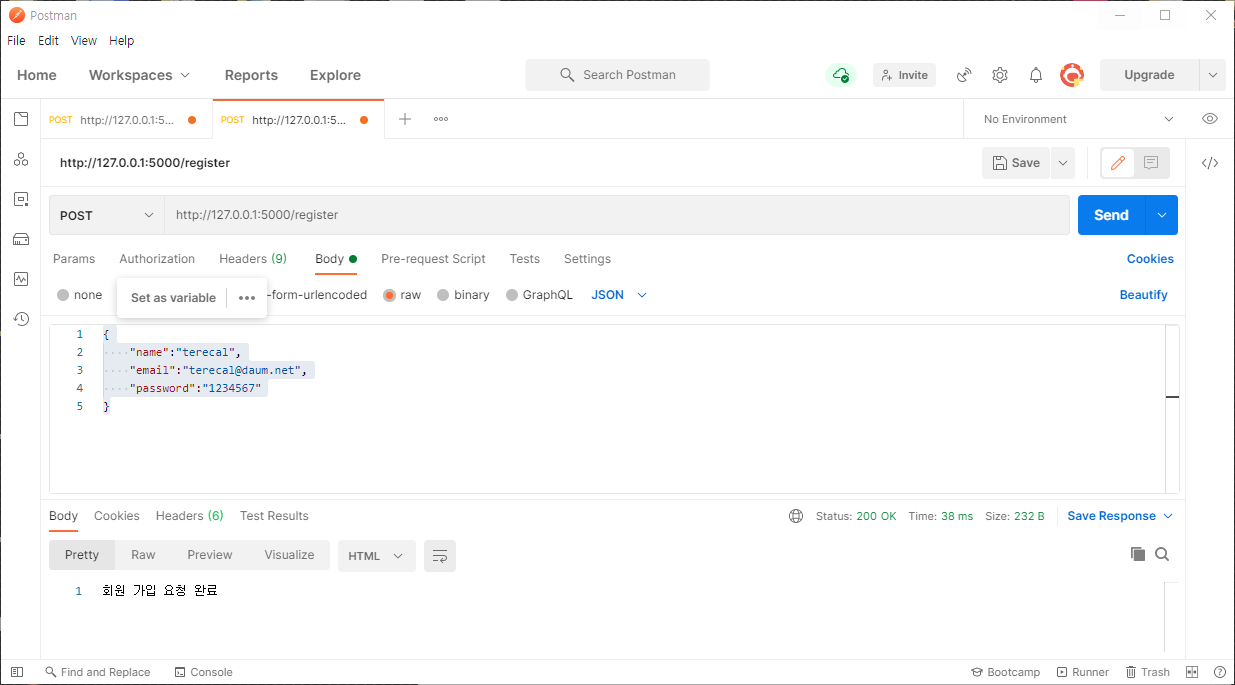 Postman
File Edit View Help
Home Workspaces Reports Explore Search Postman Invite Upgrade
POST http://127.0.0.1:5... POST http://127.0.0.1:5... No Environment
http://127.0.0.1:5000/register Save
POST http://127.0.0.1:5000/register Send
Params Authorization Headers (9) Body Pre-request Script Tests Settings Cookies
none Set as variable -form-urlencoded raw binary GraphQL JSON Beautify
1 {
2 ····"name":"terecal",
3 ····"email":"terecal@daum.net",
4 ····"password":"1234567"
5 }
Body Cookies Headers (6) Test Results Status: 200 OK Time: 38 ms Size: 232 B Save Response
Pretty Raw Preview Visualize HTML
1 회원 가입 요청 완료
Find and Replace Console Bootcamp Runner Trash